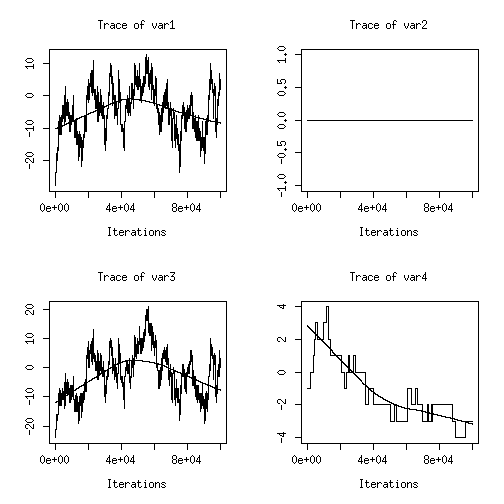 Trace of var1
10
0
-10
-20
0e+00 4e+04 8e+04
Iterations
Trace of var2
1.0
0.5
0.0
-0.5
-1.0
0e+00 4e+04 8e+04
Iterations
Trace of var3
20
10
0
-10
-20
0e+00 4e+04 8e+04
Iterations
Trace of var4
4
2
0
-2
-4
0e+00 4e+04 8e+04
Iterations